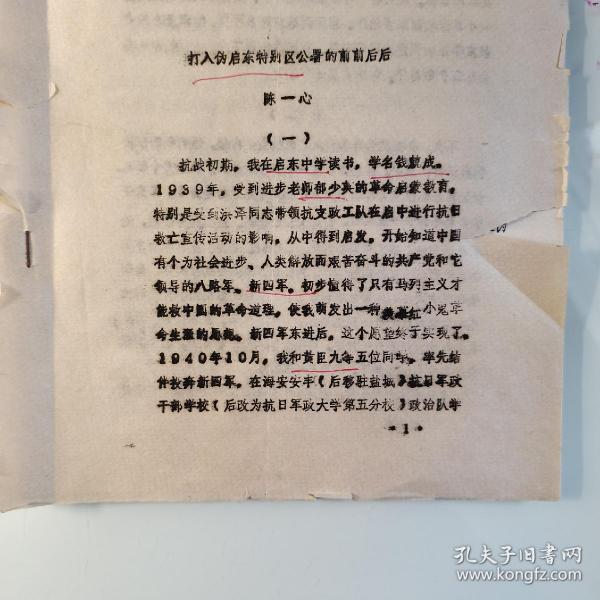 打入伪启东特别区公署的前前后后
陈一心
（一）
抗战初期，我在启东中学读书，学名钱勳成。
1939年，受到进步老师郁少央的革命启蒙教育。
特别是受到洪泽同志带领抗支政工队在启中进行抗日
救亡宣传活动的影响，从中得到启发，开始知道中国
有个为社会进步、人类解放而艰苦奋斗的共产党和它
领导的八路军、新四军。初步懂得了只有马列主义才
能救中国的革命道理，使我萌发出一种小鬼革
命生涯的愿望。新四军东进后，这个愿望终于实现了。
1940年10月，我和黄臣九等五位同学，率先结
伴投奔新四军。在海安安丰（后移驻盐城）抗日军政
干部学校（后改为抗日军政大学第五分校）政治队学
*1*
孔夫子旧书网
www.kongfz.com